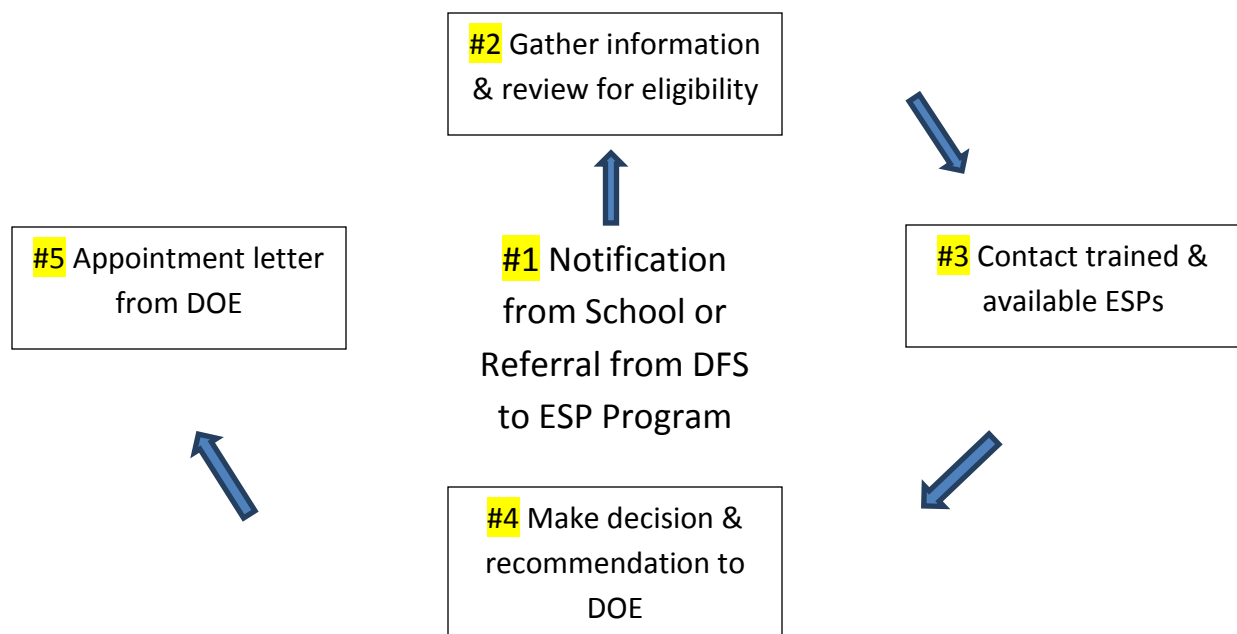 #2 Gather information
& review for eligibility
#5 Appointment letter
from DOE
#1 Notification
from School or
Referral from DFS
to ESP Program
#3 Contact trained &
available ESPs
#4 Make decision &
recommendation to
DOE